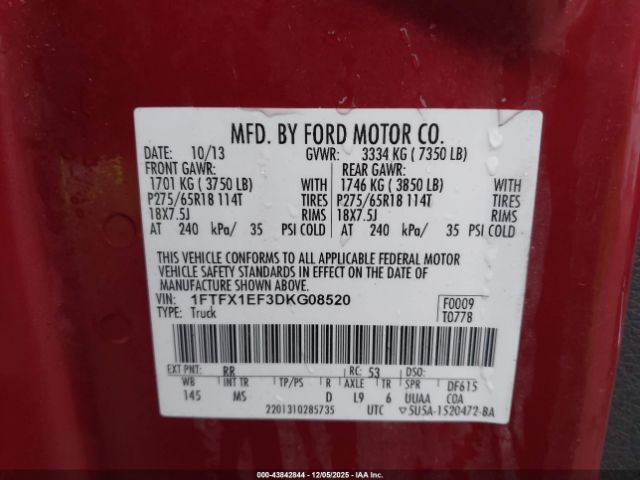 MFD. BY FORD MOTOR CO.
DATE: 10/13 GVWR: 3334 KG ( 7350 LB)
FRONT GAWR: REAR GAWR:
1701 KG ( 3750 LB) WITH 1746 KG ( 3850 LB) WITH
P275/65R18 114T TIRES P275/65R18 114T TIRES
18X7.5J RIMS 18X7.5J RIMS
AT 240 kPa/ 35 PSI COLD AT 240 kPa/ 35 PSI COLD
THIS VEHICLE CONFORMS TO ALL APPLICABLE FEDERAL MOTOR
VEHICLE SAFETY STANDARDS IN EFFECT ON THE DATE OF
MANUFACTURE SHOWN ABOVE.
VIN: 1FTFX1EF3DKG08520 F0009
TYPE: Truck T0778
EXT PNT: RR RC: 53 DSO:
WB INT TR TP/PS R AXLE TR SPR DF615
145 MS D L9 6 UUAA COA
2201310285735 UTC 5U5A-1520472-BA
000-43842844 - 12/05/2025 - IAAI.COM